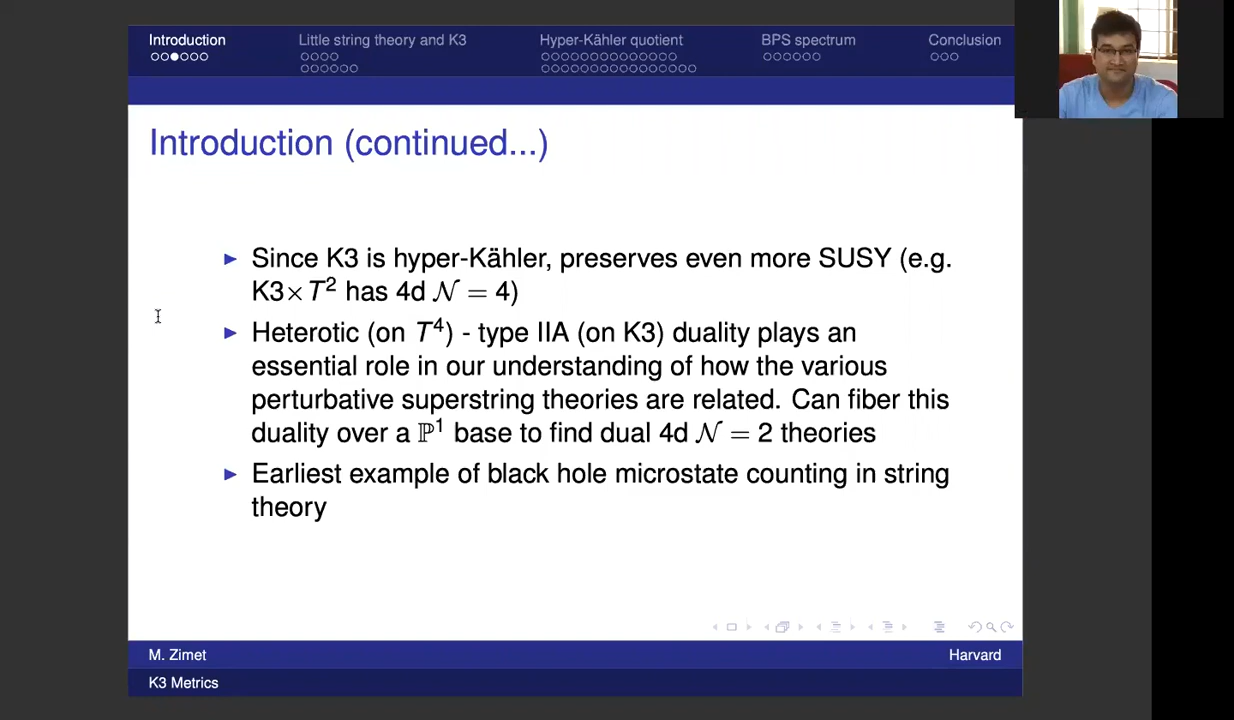 Introduction
Little string theory and K3
Hyper-Kähler quotient
BPS spectrum
Conclusion
Introduction (continued...)
Since K3 is hyper-Kähler, preserves even more SUSY (e.g.
K3×T² has 4d 𝒩 = 4)
Heterotic (on T⁴) - type IIA (on K3) duality plays an
essential role in our understanding of how the various
perturbative superstring theories are related. Can fiber this
duality over a ℙ¹ base to find dual 4d 𝒩 = 2 theories
Earliest example of black hole microstate counting in string
theory
M. Zimet
Harvard
K3 Metrics